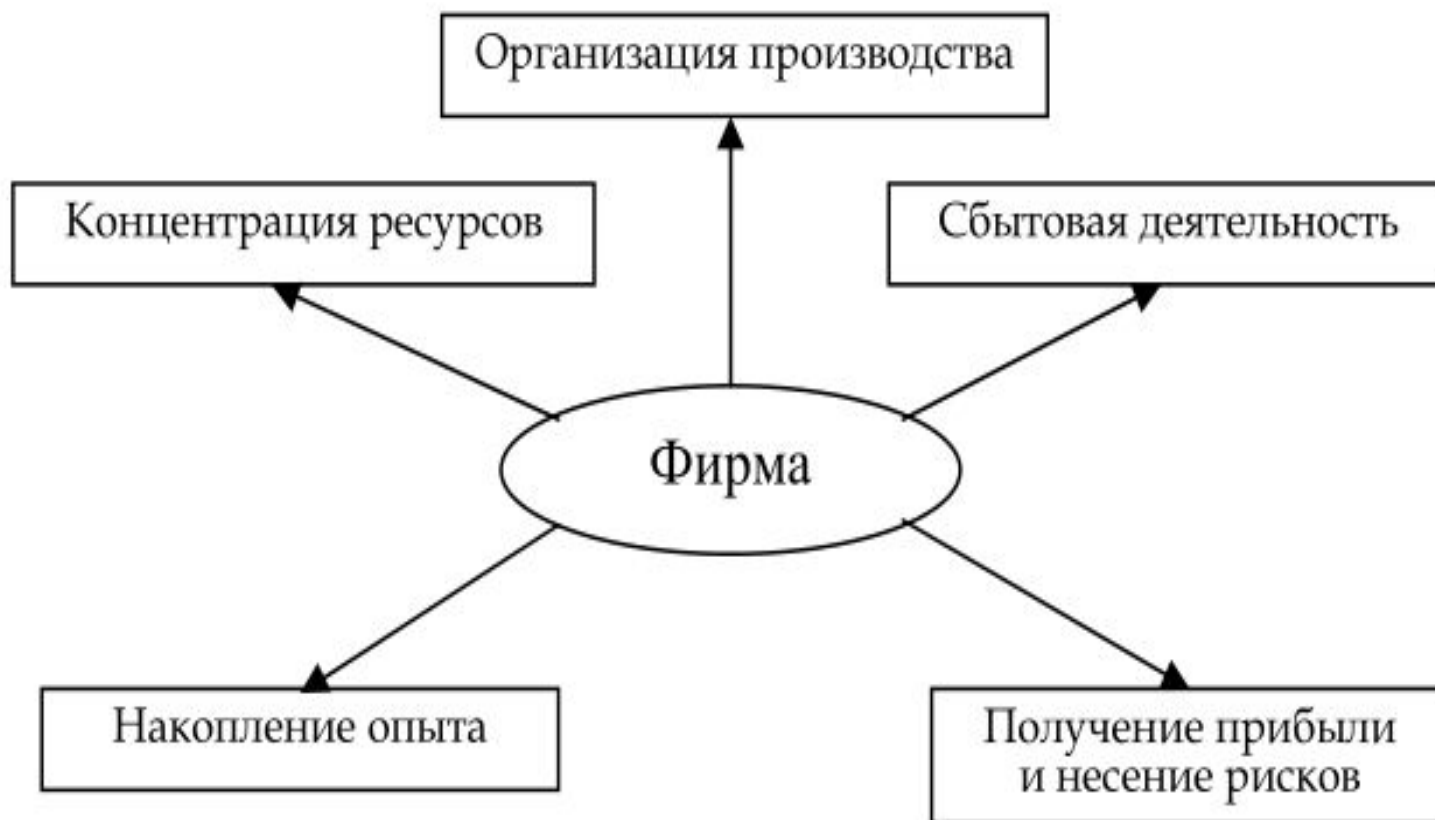 Организация производства
Концентрация ресурсов
Сбытовая деятельность
Фирма
Накопление опыта
Получение прибыли
и несение рисков